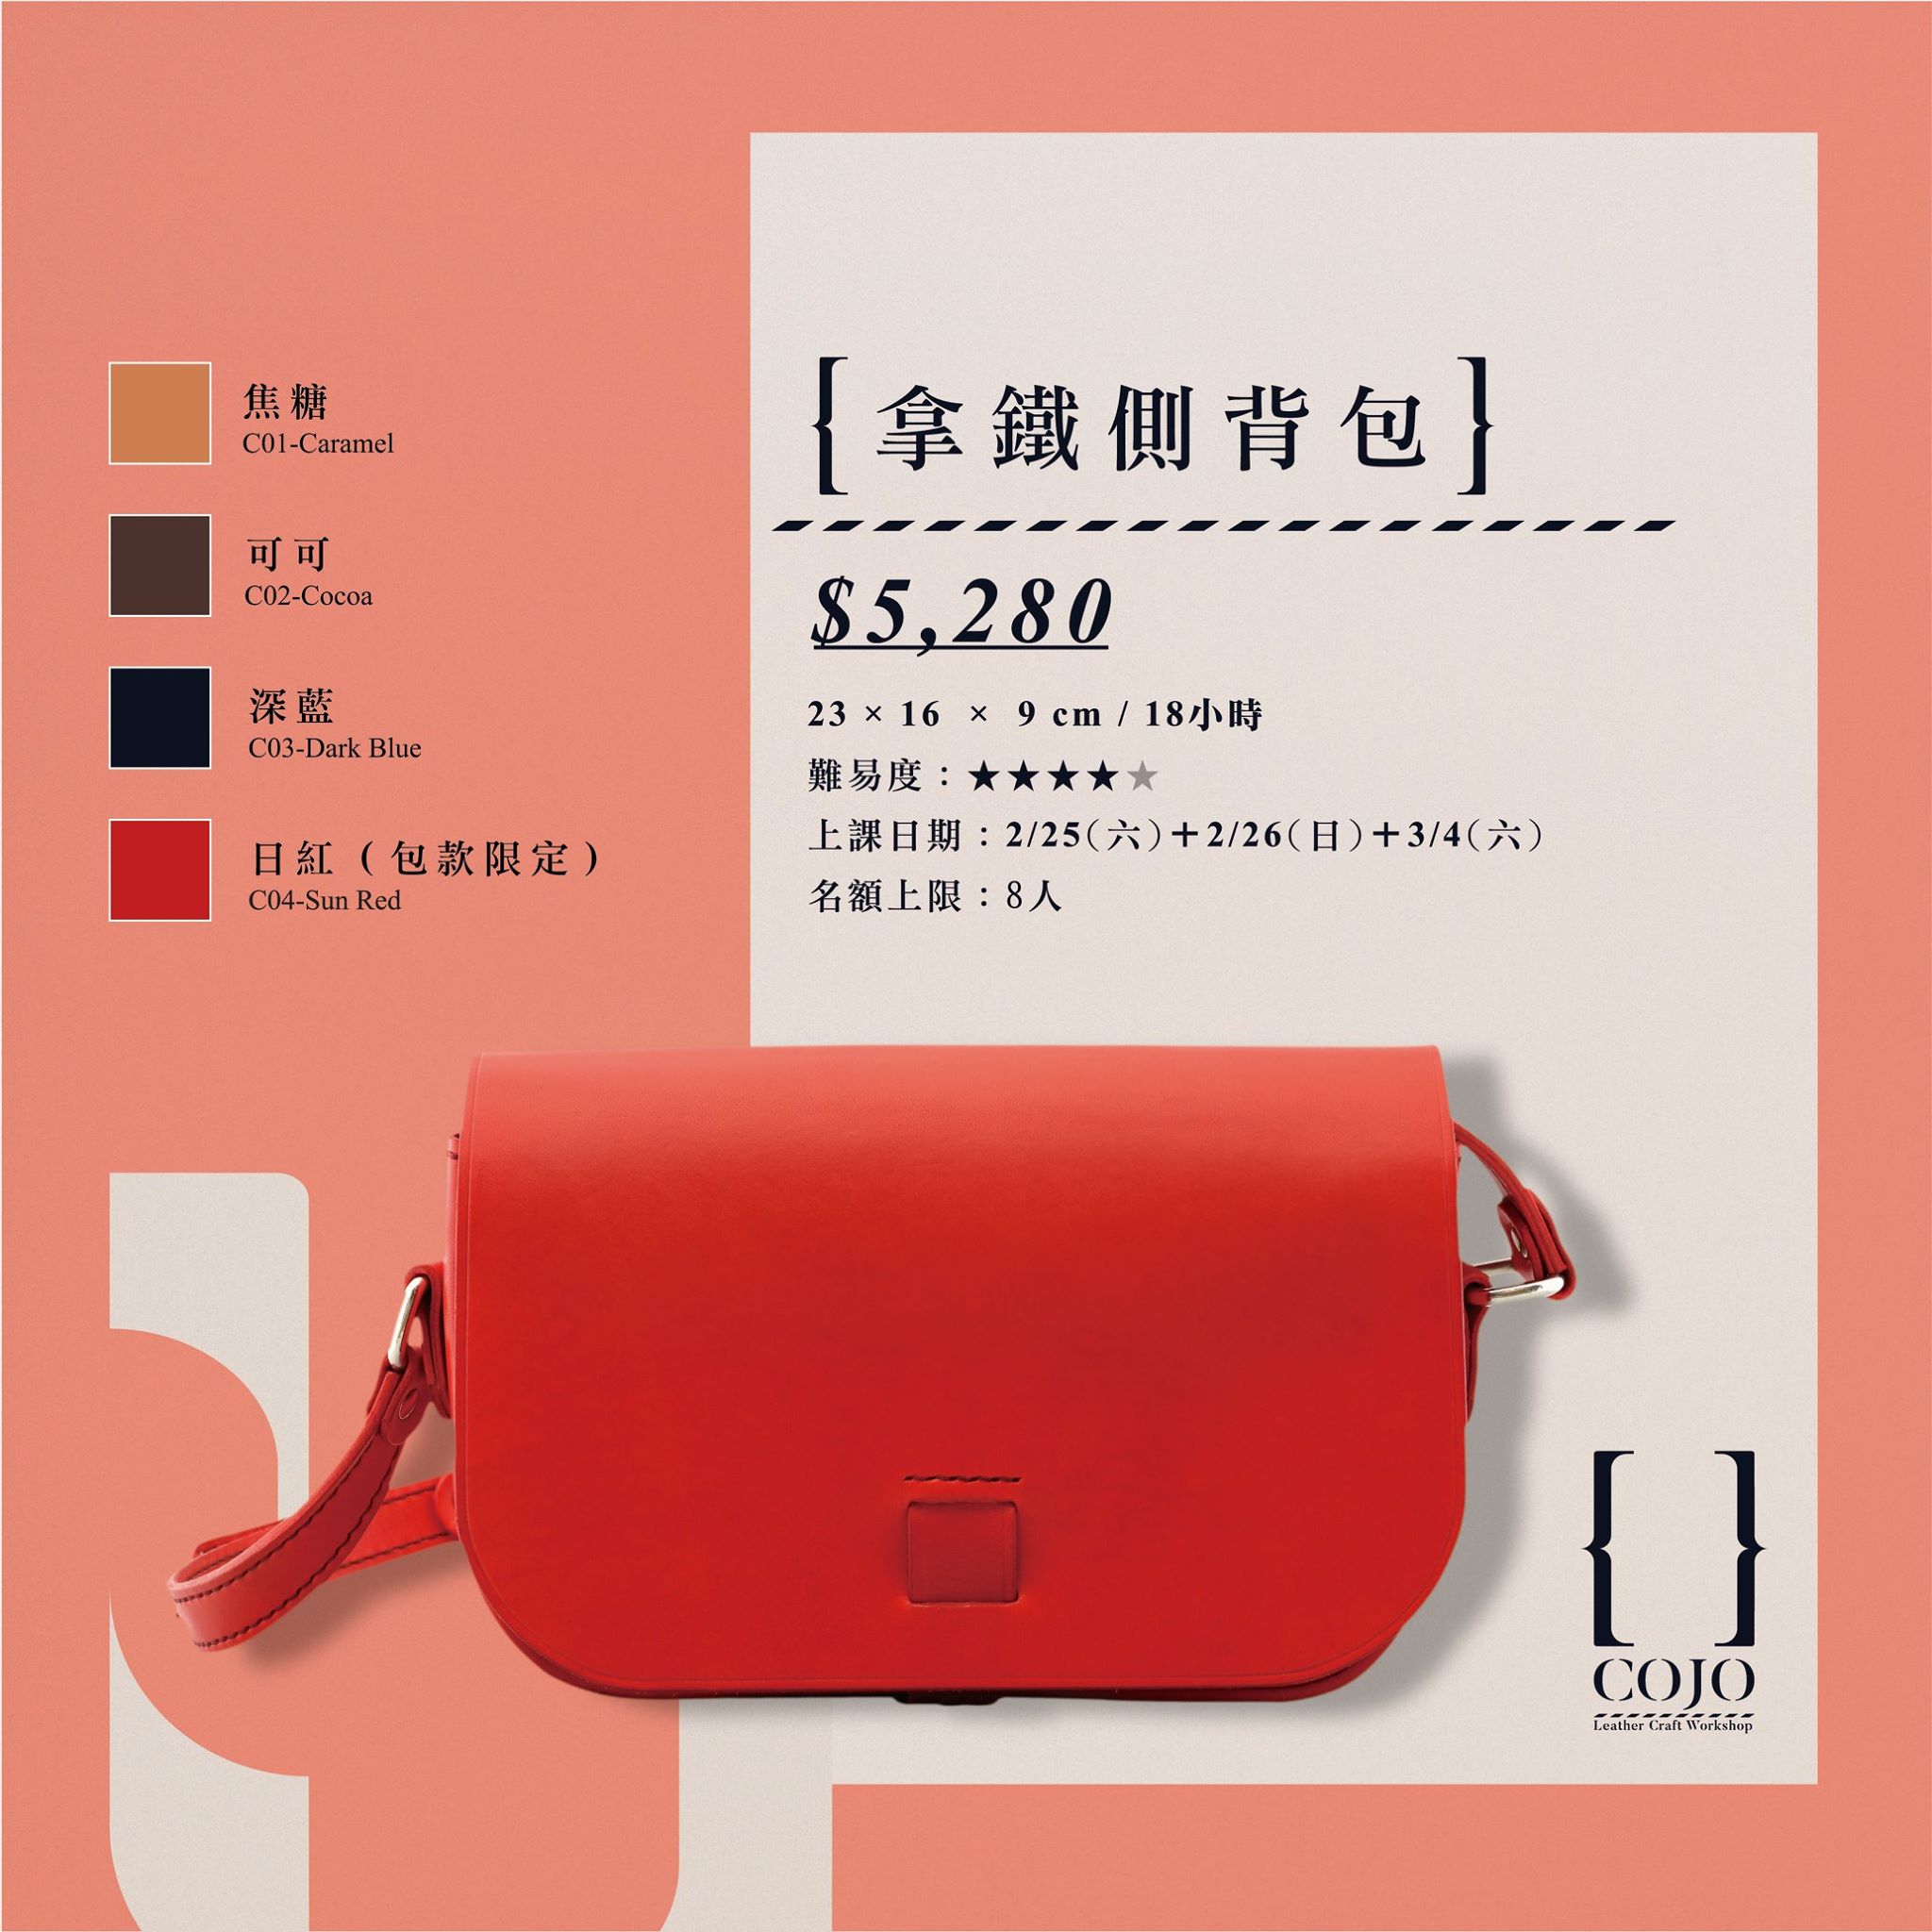 焦糖
C01-Caramel
可可
C02-Cocoa
深藍
C03-Dark Blue
日紅(包款限定)
C04-Sun Red
{拿鐵側背包}
$5,280
23 × 16 × 9 cm / 18小時
難易度：★★★★★
上課日期：2/25(六)+2/26(日)+3/4(六)
名額上限：8人
{ }
COJO
Leather Craft Workshop